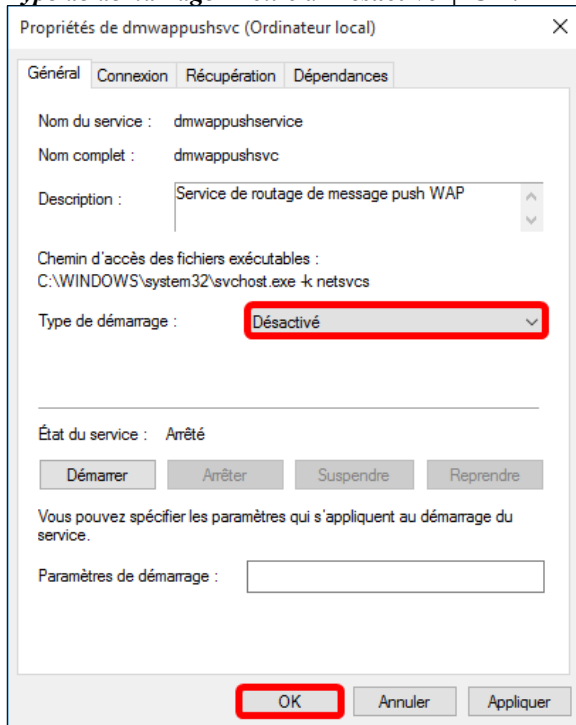 Propriétés de dmwappushsvc (Ordinateur local)
Général Connexion Récupération Dépendances
Nom du service : dmwappushservice
Nom complet : dmwappushsvc
Description : Service de routage de message push WAP
Chemin d'accès des fichiers exécutables :
C:\WINDOWS\system32\svchost.exe -k netsvcs
Type de démarrage : Désactivé
État du service : Arrêté
Démarrer Arrêter Suspendre Reprendre
Vous pouvez spécifier les paramètres qui s'appliquent au démarrage du
service.
Paramètres de démarrage :
OK Annuler Appliquer